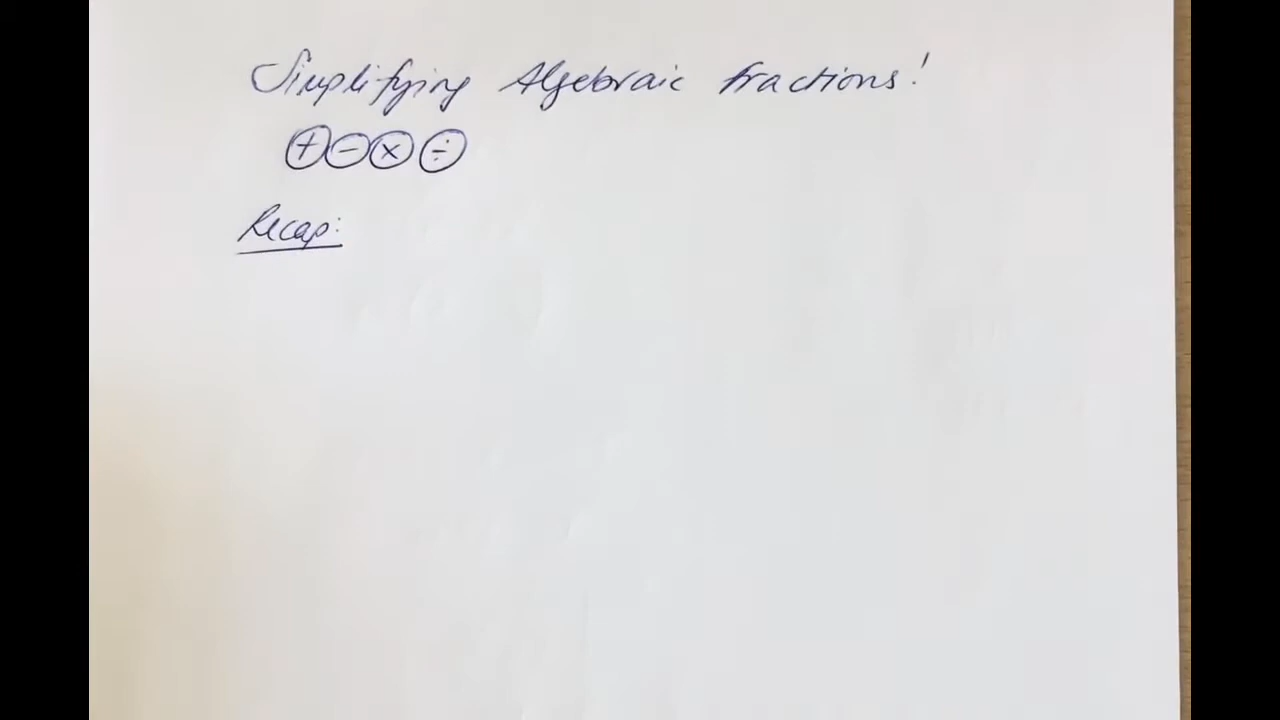 Simplifying Algebraic Fractions!
+ - × ÷
Recap: